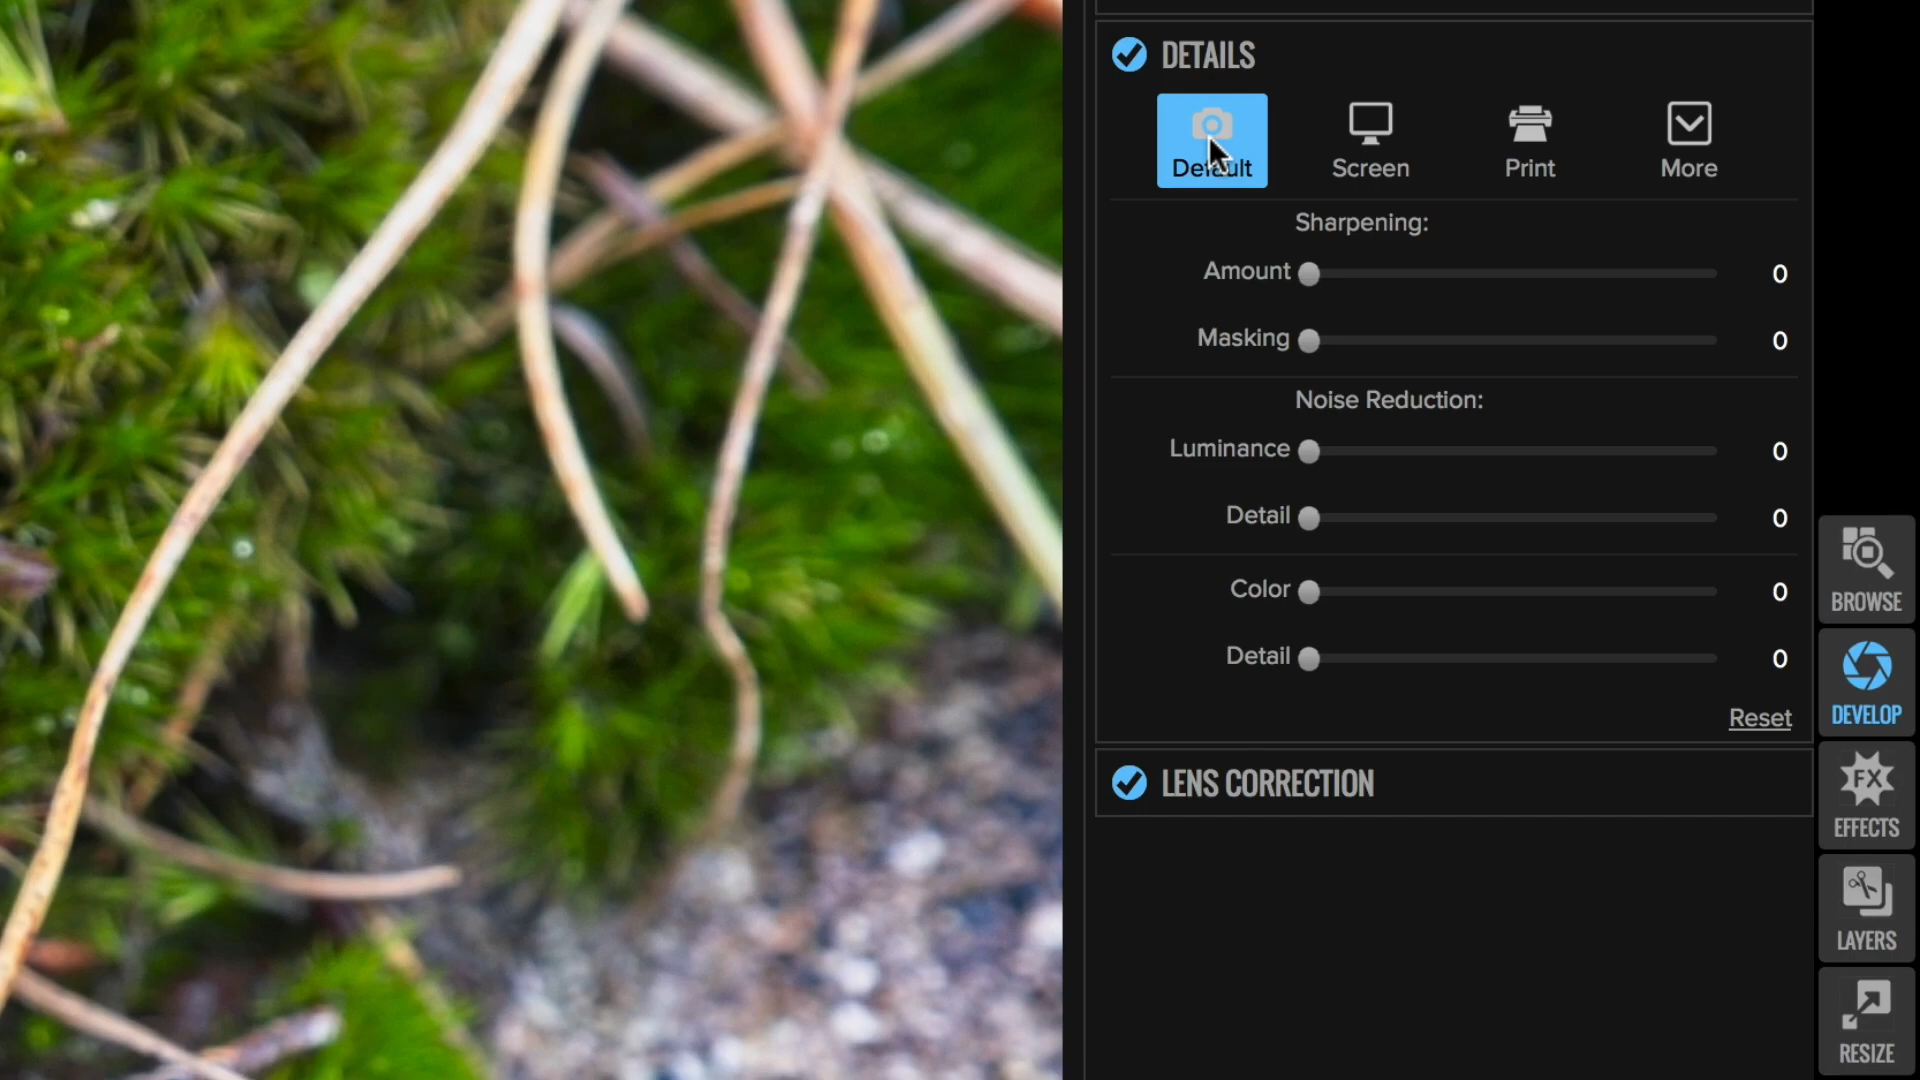 DETAILS
Default
Screen
Print
More
Sharpening:
Amount 0
Masking 0
Noise Reduction:
Luminance 0
Detail 0
Color 0
Detail 0
Reset
LENS CORRECTION
BROWSE
DEVELOP
FX
EFFECTS
LAYERS
RESIZE